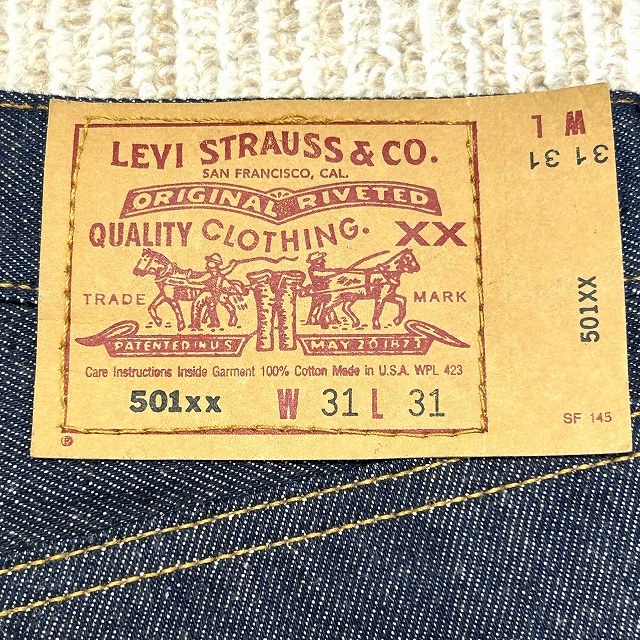 LEVI STRAUSS & CO.
SAN FRANCISCO, CAL.
ORIGINAL RIVETED
QUALITY CLOTHING. XX
TRADE MARK
PATENTED IN U.S. MAY 20 1873
Care Instructions Inside Garment 100% Cotton Made in U.S.A. WPL 423
501xx W 31 L 31
®
W L
31 31
501XX
SF 145